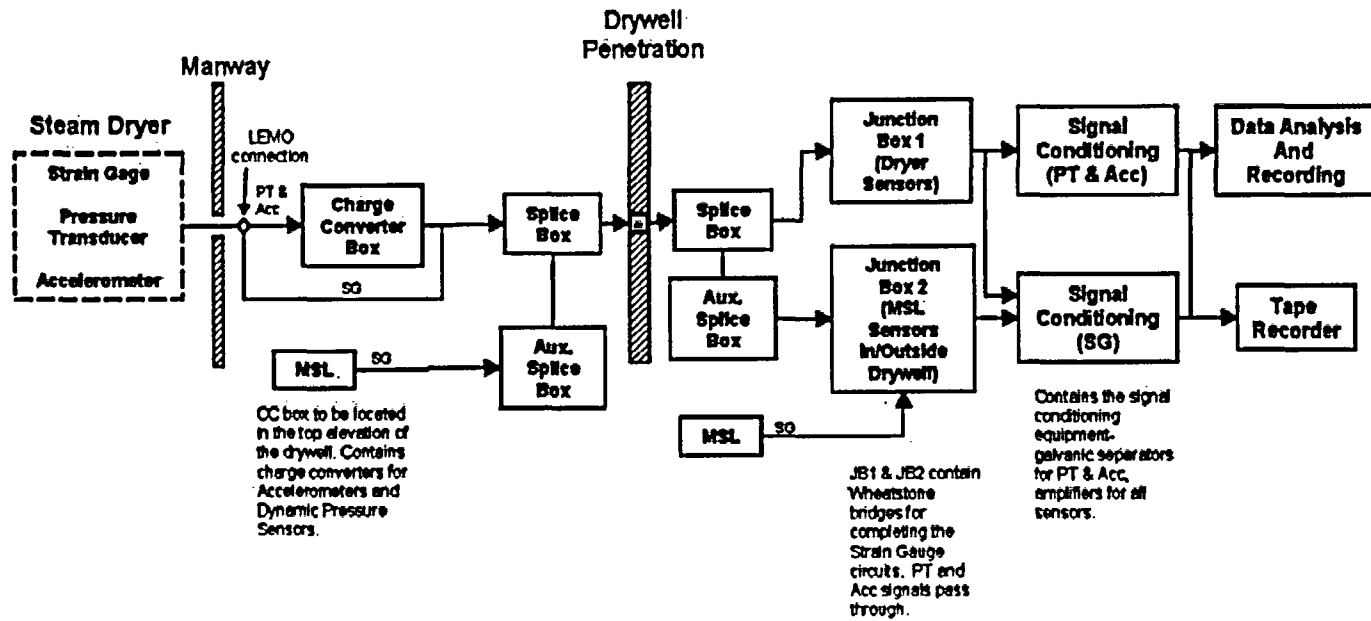 Drywell
Penetration
Manway
Steam Dryer
Strain Gage
Pressure
Transducer
Accelerometer
LEMO
connection
PT &
Acc
Charge
Converter
Box
SG
Splice
Box
Aux.
Splice
Box
MSL
SG
CC box to be located
in the top elevation of
the drywell. Contains
charge converters for
Accelerometers and
Dynamic Pressure
Sensors.
Splice
Box
Aux.
Splice
Box
Junction
Box 1
(Dryer
Sensors)
Junction
Box 2
(MSL
Sensors
In/Outside
Drywell)
MSL
SG
JB1 & JB2 contain
Wheatstone
bridges for
completing the
Strain Gauge
circuits. PT and
Acc signals pass
through.
Signal
Conditioning
(PT & Acc)
Signal
Conditioning
(SG)
Contains the signal
conditioning
equipment-
galvanic separators
for PT & Acc,
amplifiers for all
sensors.
Data Analysis
And
Recording
Tape
Recorder